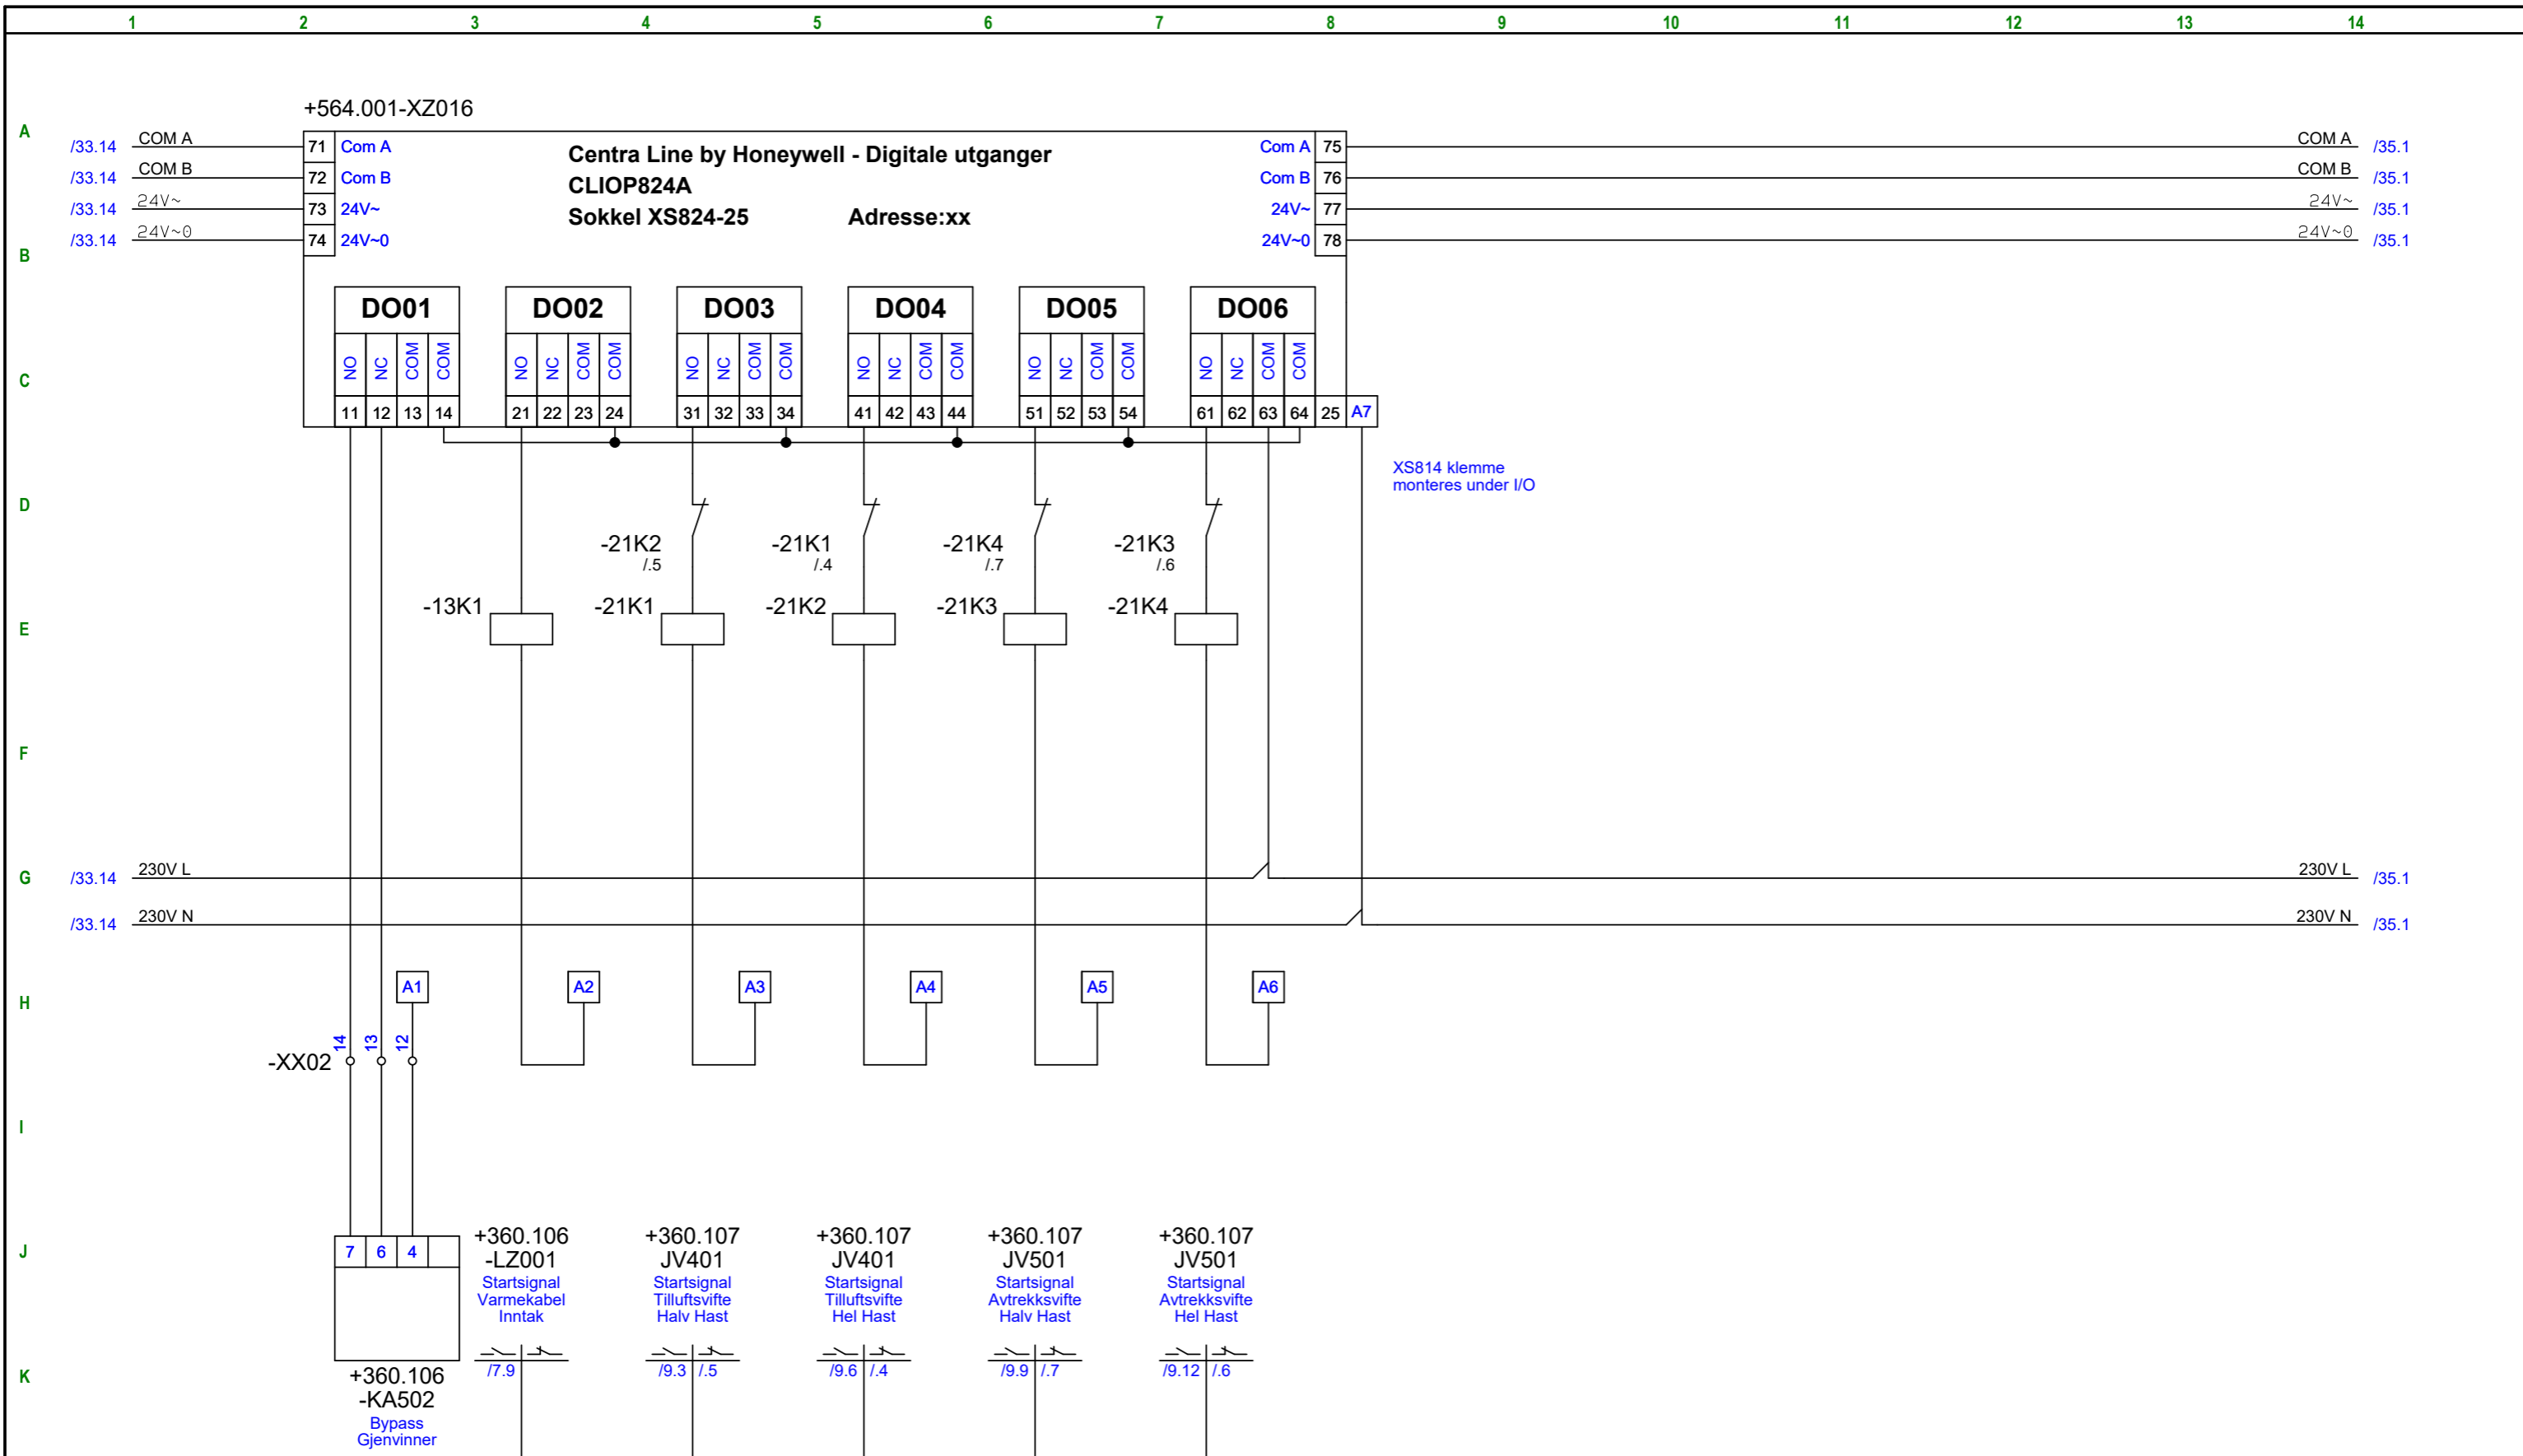 1 2 3 4 5 6 7 8 9 10 11 12 13 14
+564.001-XZ016
A
/33.14 COM A 71 Com A
Centra Line by Honeywell - Digitale utganger
Com A 75 COM A /35.1
/33.14 COM B 72 Com B
CLIOP824A
Com B 76 COM B /35.1
/33.14 24V~ 73 24V~
Sokkel XS824-25 Adresse:xx
24V~ 77 24V~ /35.1
/33.14 24V~0 74 24V~0
24V~0 78 24V~0 /35.1
B
DO01 DO02 DO03 DO04 DO05 DO06
C
NO NC COM COM NO NC COM COM NO NC COM COM NO NC COM COM NO NC COM COM NO NC COM COM
11 12 13 14 21 22 23 24 31 32 33 34 41 42 43 44 51 52 53 54 61 62 63 64 25 A7
XS814 klemme
monteres under I/O
D
-21K2 -21K1 -21K4 -21K3
/.5 /.4 /.7 /.6
-13K1 -21K1 -21K2 -21K3 -21K4
E
F
G
/33.14 230V L 230V L /35.1
/33.14 230V N 230V N /35.1
H
A1 A2 A3 A4 A5 A6
14 13 12
-XX02
I
J
7 6 4
+360.106
-LZ001
Startsignal
Varmekabel
Inntak
+360.107
JV401
Startsignal
Tilluftsvifte
Halv Hast
+360.107
JV401
Startsignal
Tilluftsvifte
Hel Hast
+360.107
JV501
Startsignal
Avtrekksvifte
Halv Hast
+360.107
JV501
Startsignal
Avtrekksvifte
Hel Hast
K
/7.9 /9.3 /.5 /9.6 /.4 /9.9 /.7 /9.12 /.6
+360.106
-KA502
Bypass
Gjenvinner